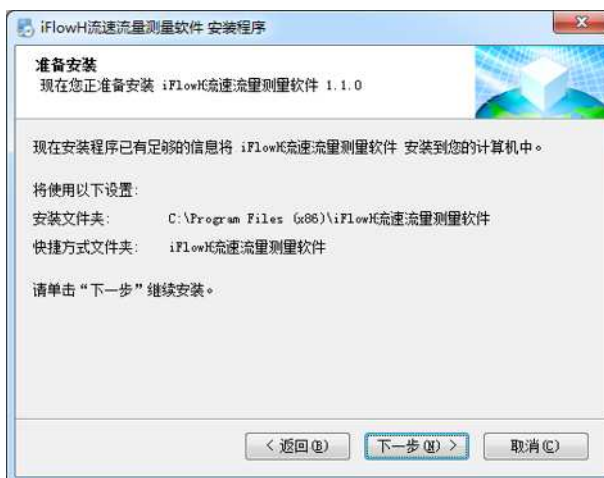 iFlowH流速流量测量软件 安装程序
准备安装
现在您正准备安装 iFlowH流速流量测量软件 1.1.0
现在安装程序已有足够的信息将 iFlowH流速流量测量软件 安装到您的计算机中。
将使用以下设置:
安装文件夹: C:\Program Files (x86)\iFlowH流速流量测量软件
快捷方式文件夹: iFlowH流速流量测量软件
请单击“下一步”继续安装。
< 返回(B) 下一步(N) > 取消(C)